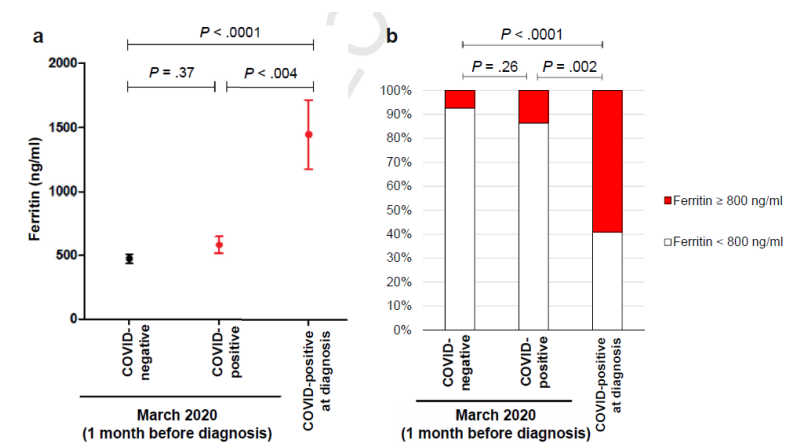 a
P < .0001
P = .37
P < .004
2000
1500
1000
500
0
Ferritin (ng/ml)
COVID-
negative
COVID-
positive
COVID-positive
at diagnosis
March 2020
(1 month before diagnosis)
b
P < .0001
P = .26
P = .002
100%
90%
80%
70%
60%
50%
40%
30%
20%
10%
0%
Ferritin ≥ 800 ng/ml
Ferritin < 800 ng/ml
COVID-
negative
COVID-
positive
COVID-positive
at diagnosis
March 2020
(1 month before diagnosis)